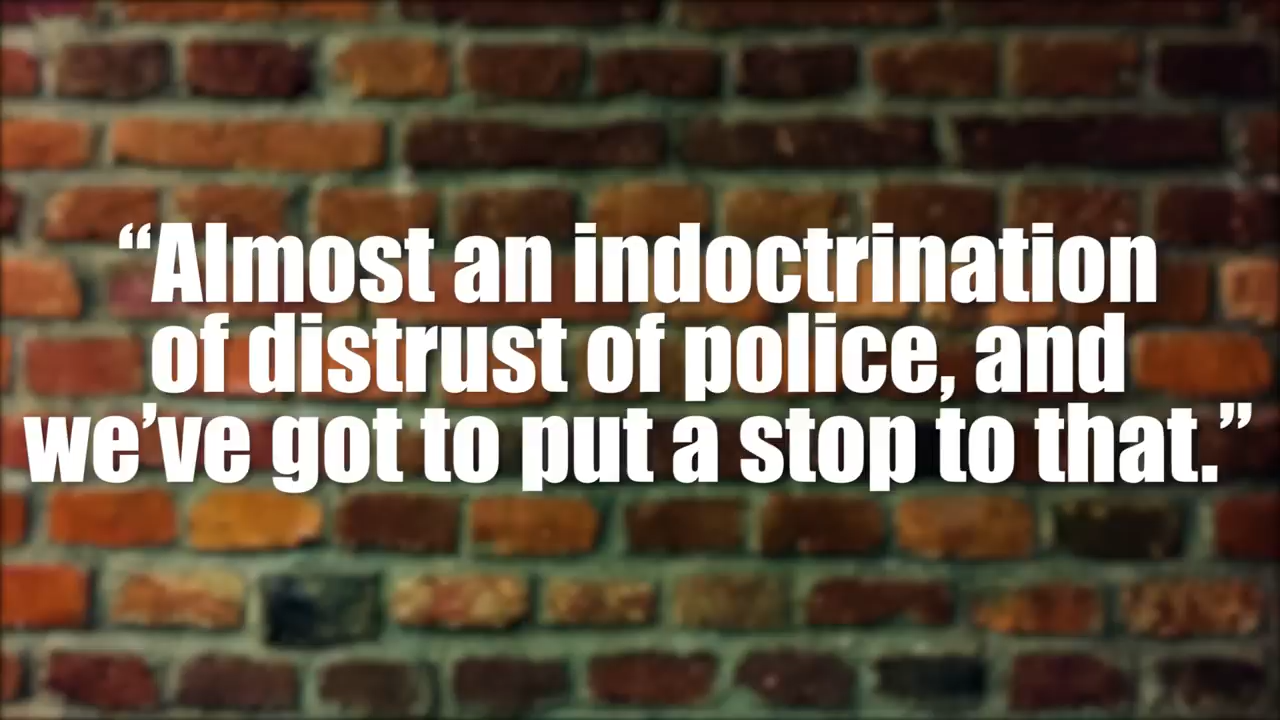 “Almost an indoctrination
of distrust of police, and
we’ve got to put a stop to that.”